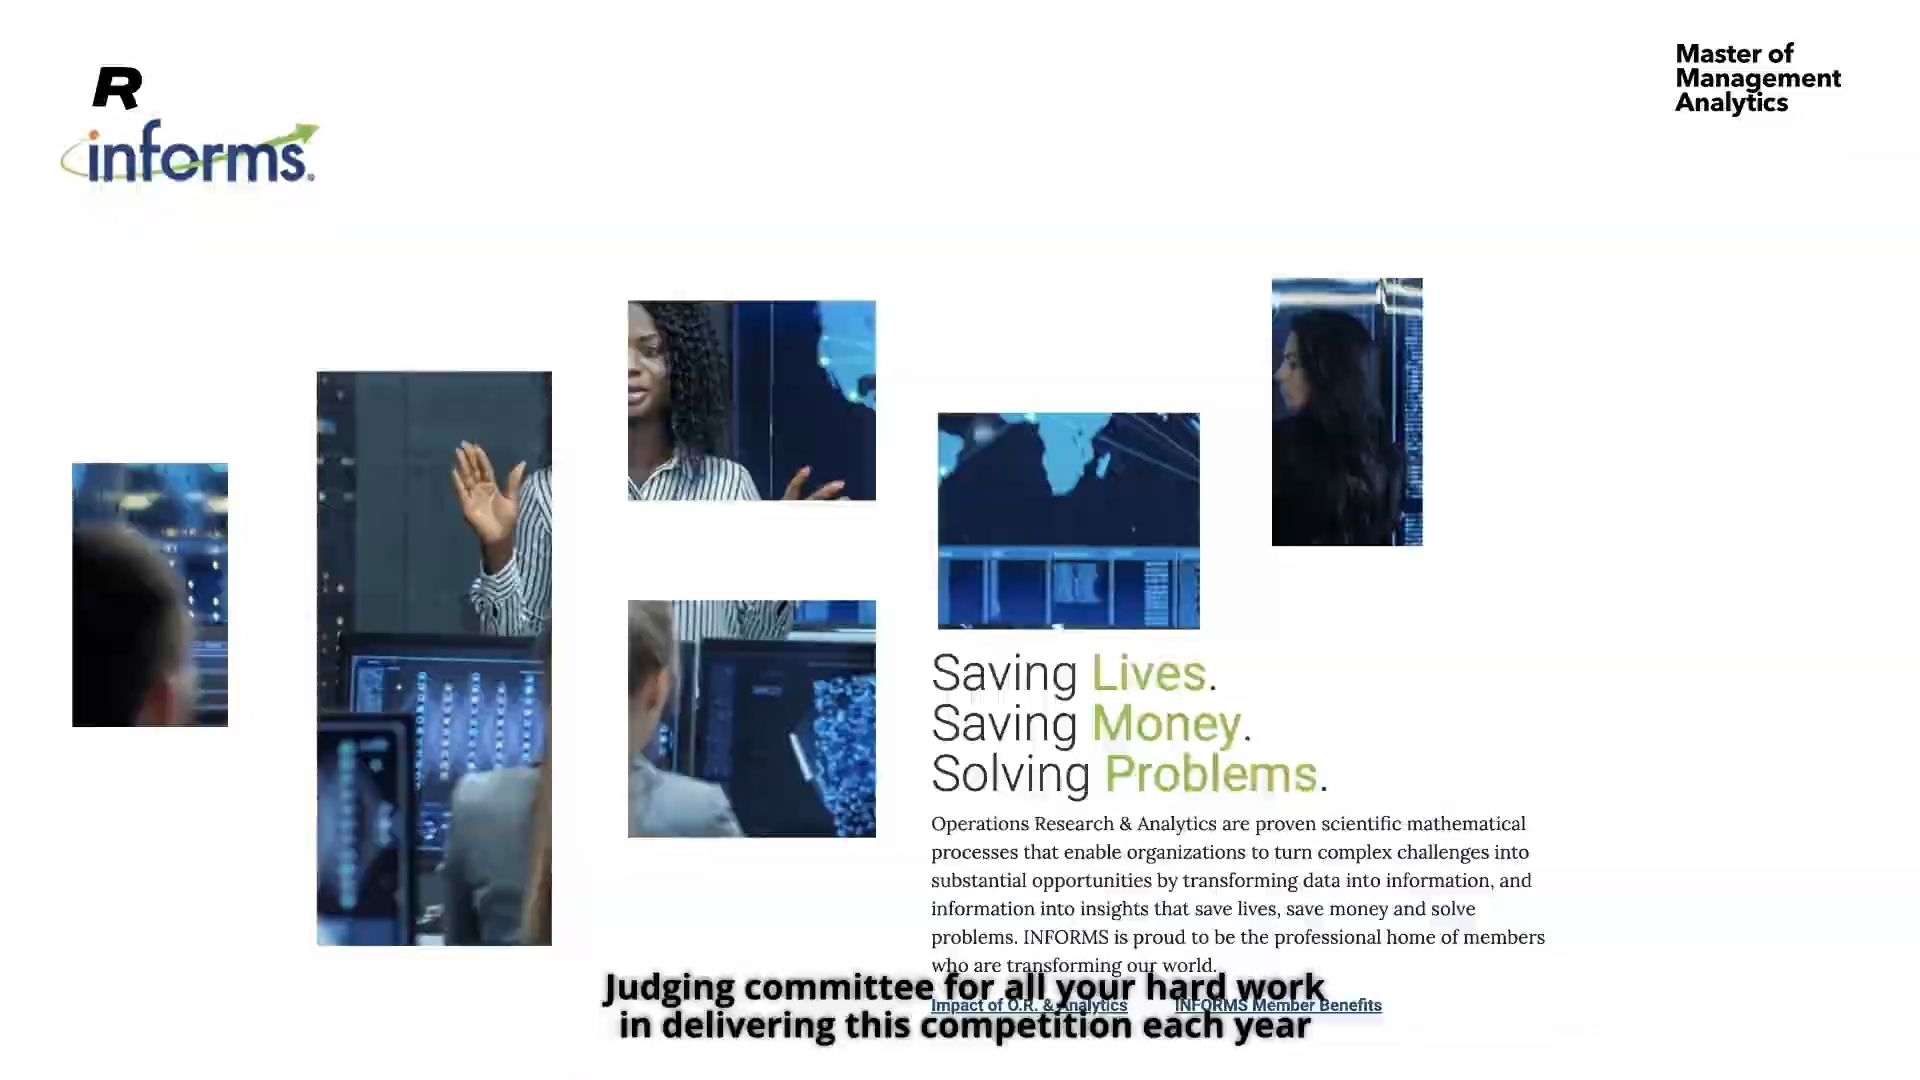 R
informs.
Master of
Management
Analytics
Saving Lives.
Saving Money.
Solving Problems.
Operations Research & Analytics are proven scientific mathematical
processes that enable organizations to turn complex challenges into
substantial opportunities by transforming data into information, and
information into insights that save lives, save money and solve
problems. INFORMS is proud to be the professional home of members
who are transforming our world.
Impact of O.R. & Analytics
INFORMS Member Benefits
Judging committee for all your hard work
in delivering this competition each year